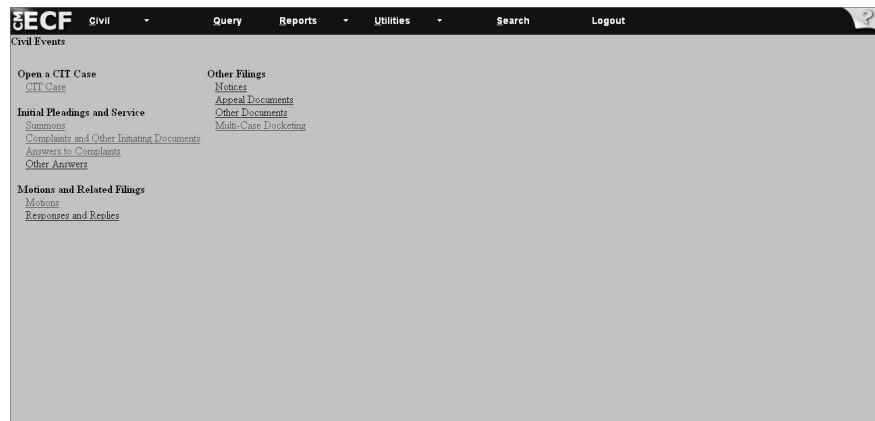 CM ECF Civil Query Reports Utilities Search Logout ?
Civil Events
Open a CIT Case
CIT Case
Initial Pleadings and Service
Summons
Complaints and Other Initiating Documents
Answers to Complaints
Other Answers
Motions and Related Filings
Motions
Responses and Replies
Other Filings
Notices
Appeal Documents
Other Documents
Multi-Case Docketing